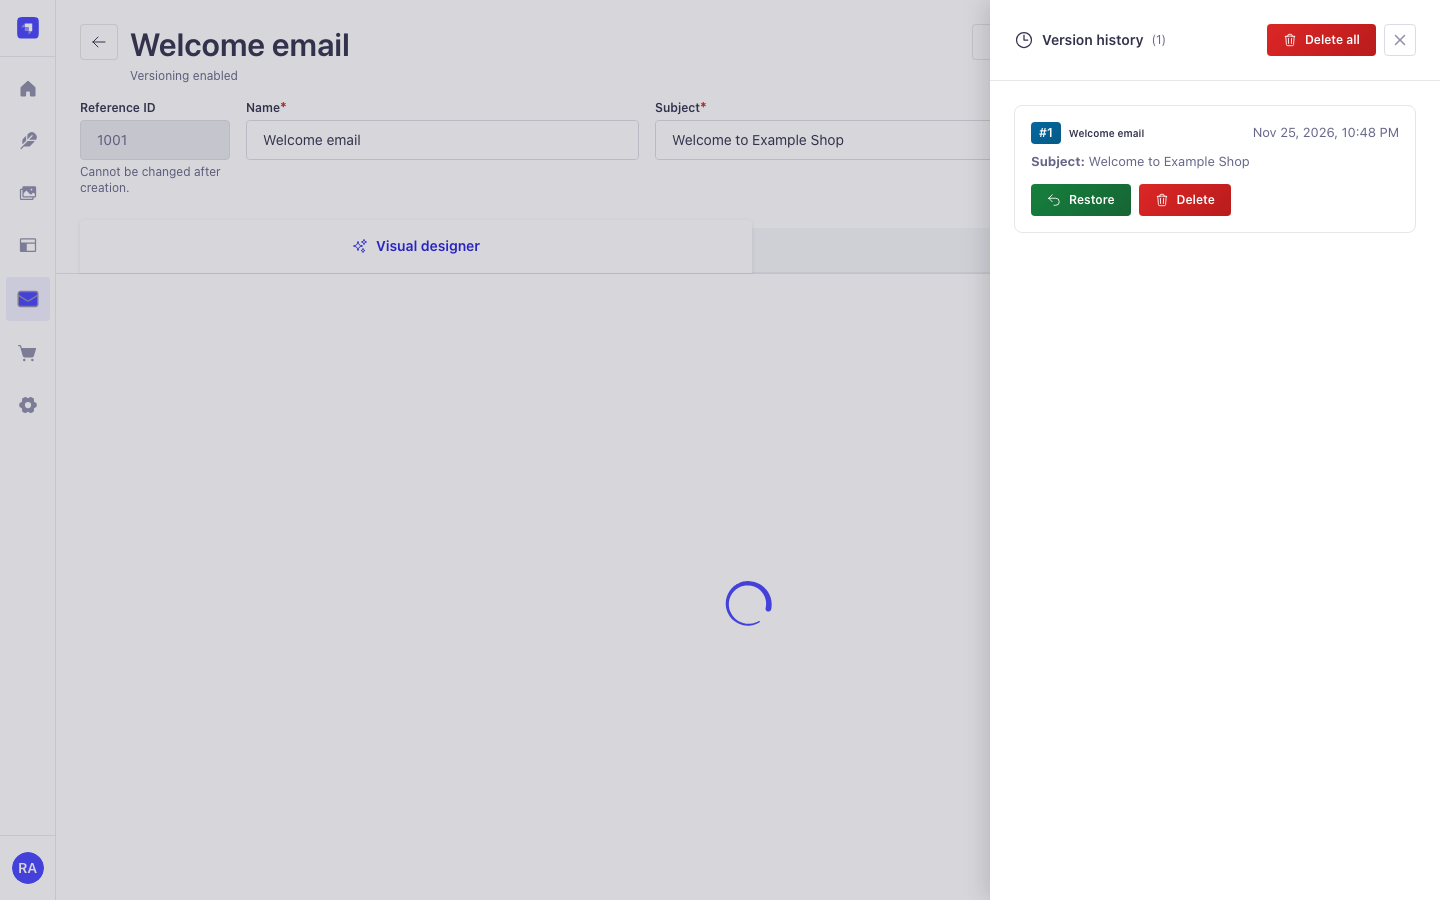 Welcome email
Versioning enabled
Reference ID
1001
Cannot be changed after
creation.
Name*
Welcome email
Subject*
Welcome to Example Shop
Visual designer
RA
Version history (1)
Delete all
#1 Welcome email Nov 25, 2026, 10:48 PM
Subject: Welcome to Example Shop
Restore Delete